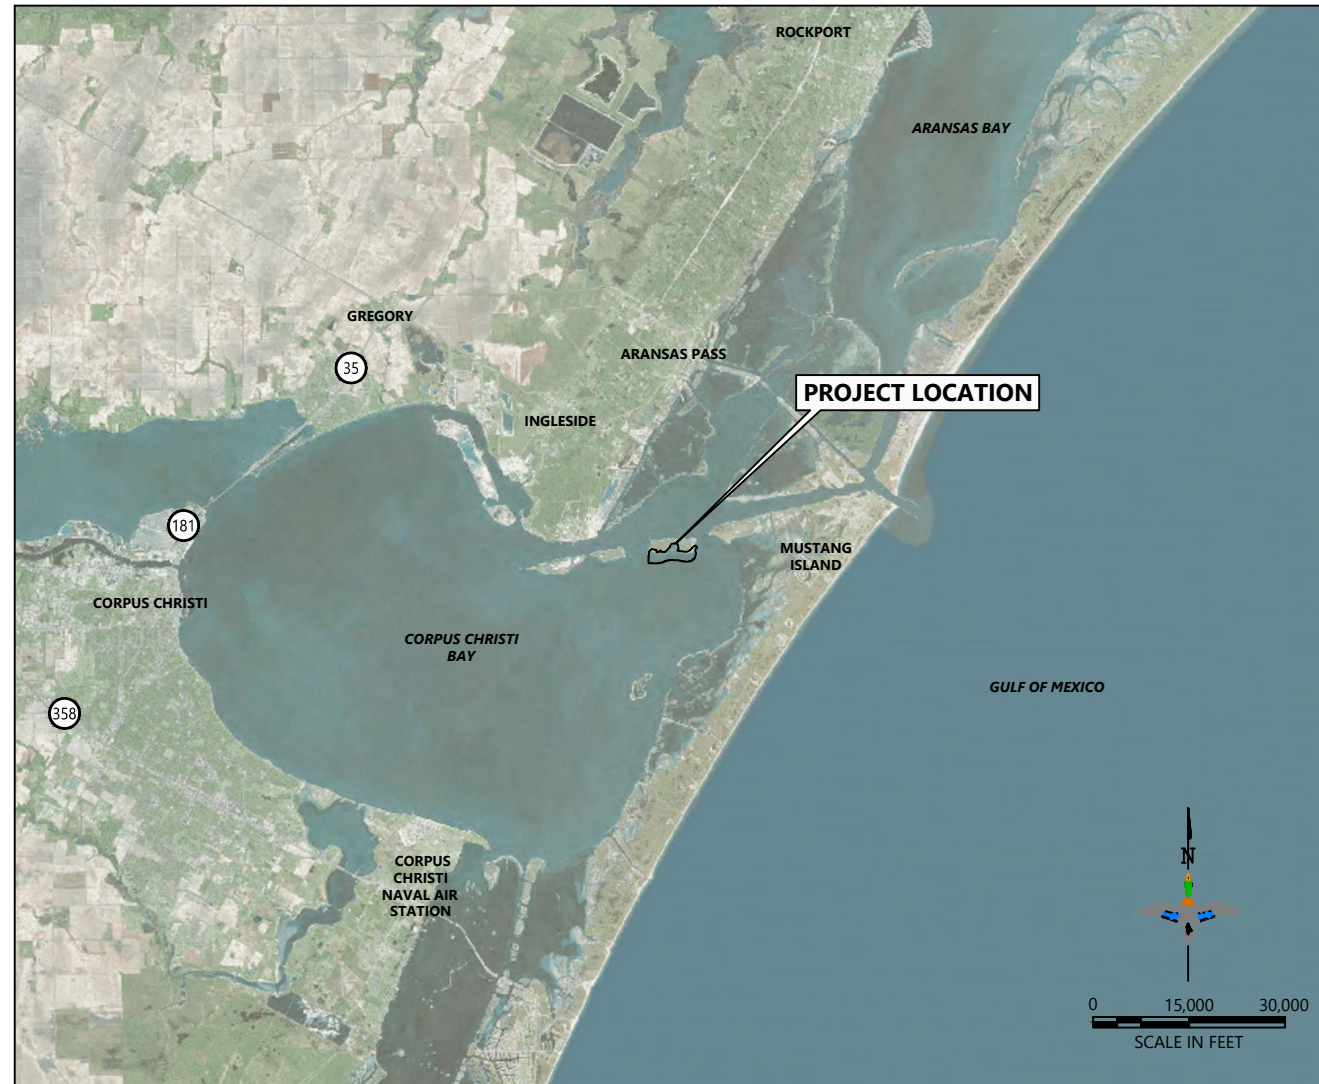 ROCKPORT
ARANSAS BAY
GREGORY
35
ARANSAS PASS
PROJECT LOCATION
INGLESIDE
181
MUSTANG
ISLAND
CORPUS CHRISTI
CORPUS CHRISTI
BAY
GULF OF MEXICO
358
CORPUS
CHRISTI
NAVAL AIR
STATION
N
0 15,000 30,000
SCALE IN FEET